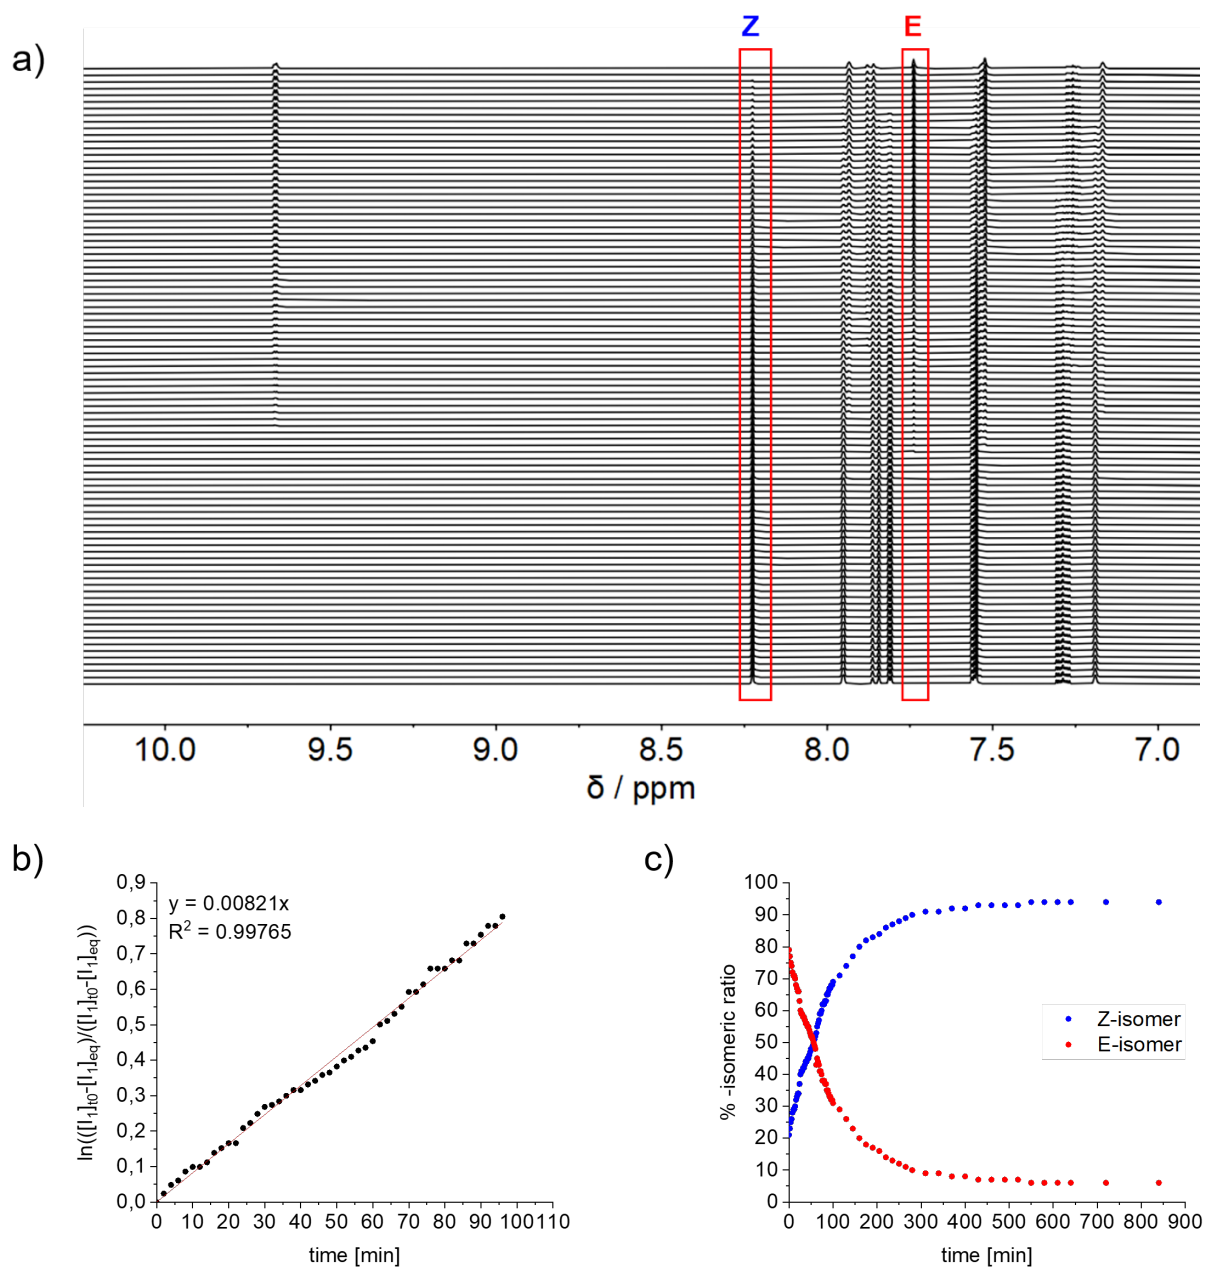 a)
Z E
10.0 9.5 9.0 8.5 8.0 7.5 7.0
δ / ppm
b)
ln(([I₁]t0-[I₁]eq)/([I₁]t0-[I₁]eq))
0,9
0,8
0,7
0,6
0,5
0,4
0,3
0,2
0,1
0,0
y = 0.00821x
R² = 0.99765
0 10 20 30 40 50 60 70 80 90 100 110
time [min]
c)
% -isomeric ratio
100
90
80
70
60
50
40
30
20
10
0
Z-isomer
E-isomer
0 100 200 300 400 500 600 700 800 900
time [min]